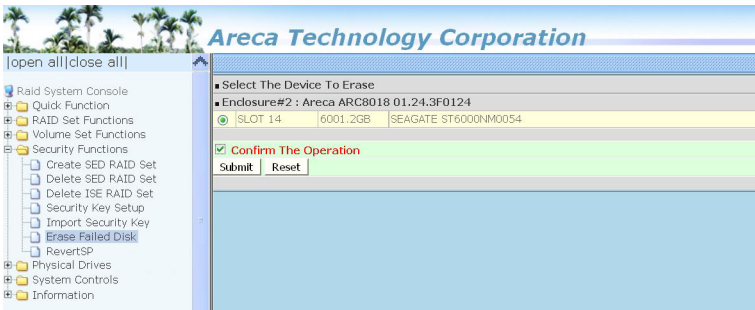 Areca Technology Corporation
|open all|close all|
Raid System Console
Quick Function
RAID Set Functions
Volume Set Functions
Security Functions
Create SED RAID Set
Delete SED RAID Set
Delete ISE RAID Set
Security Key Setup
Import Security Key
Erase Failed Disk
RevertSP
Physical Drives
System Controls
Information
Select The Device To Erase
Enclosure#2 : Areca ARC8018 01.24.3F0124
SLOT 14 6001.2GB SEAGATE ST6000NM0054
Confirm The Operation
Submit Reset